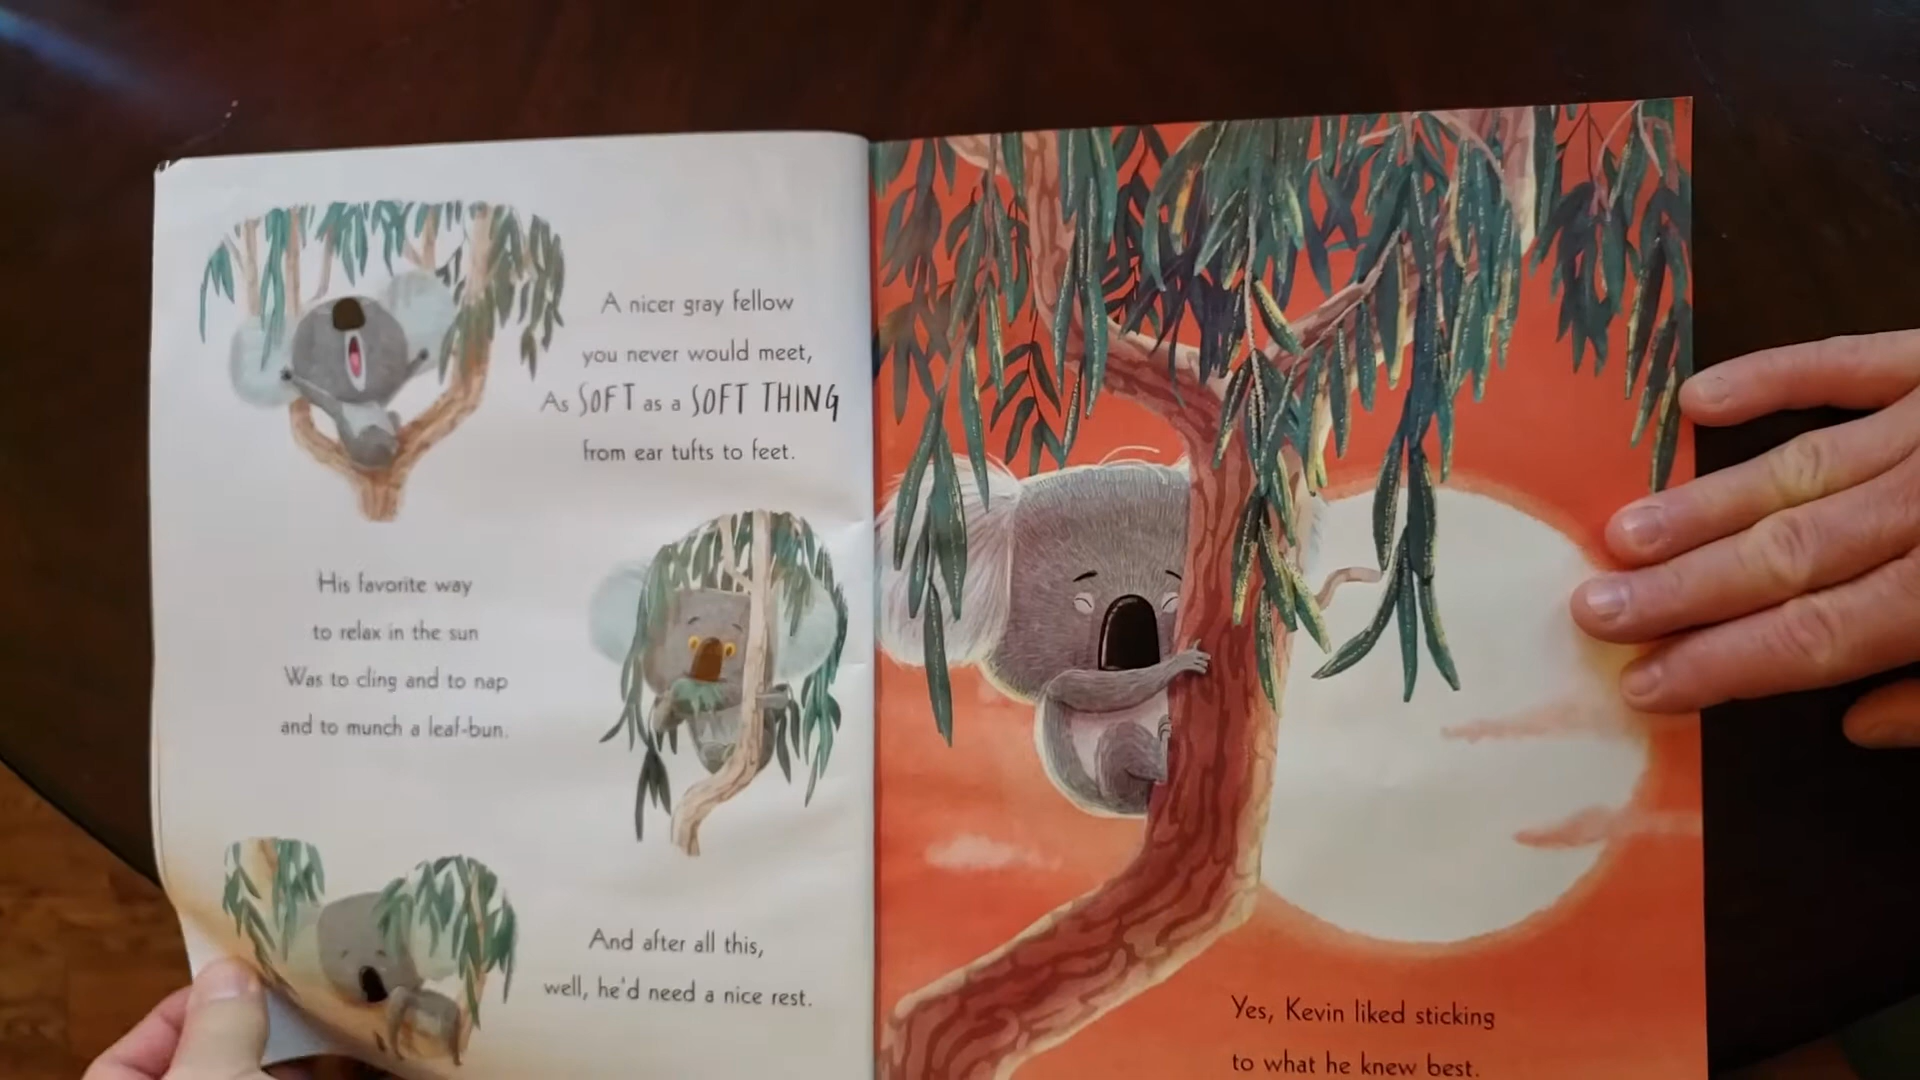 A nicer gray fellow
you never would meet,
As SOFT as a SOFT THING
from ear tufts to feet.
His favorite way
to relax in the sun
Was to cling and to nap
and to munch a leaf-bun.
And after all this,
well, he'd need a nice rest.
Yes, Kevin liked sticking
to what he knew best.